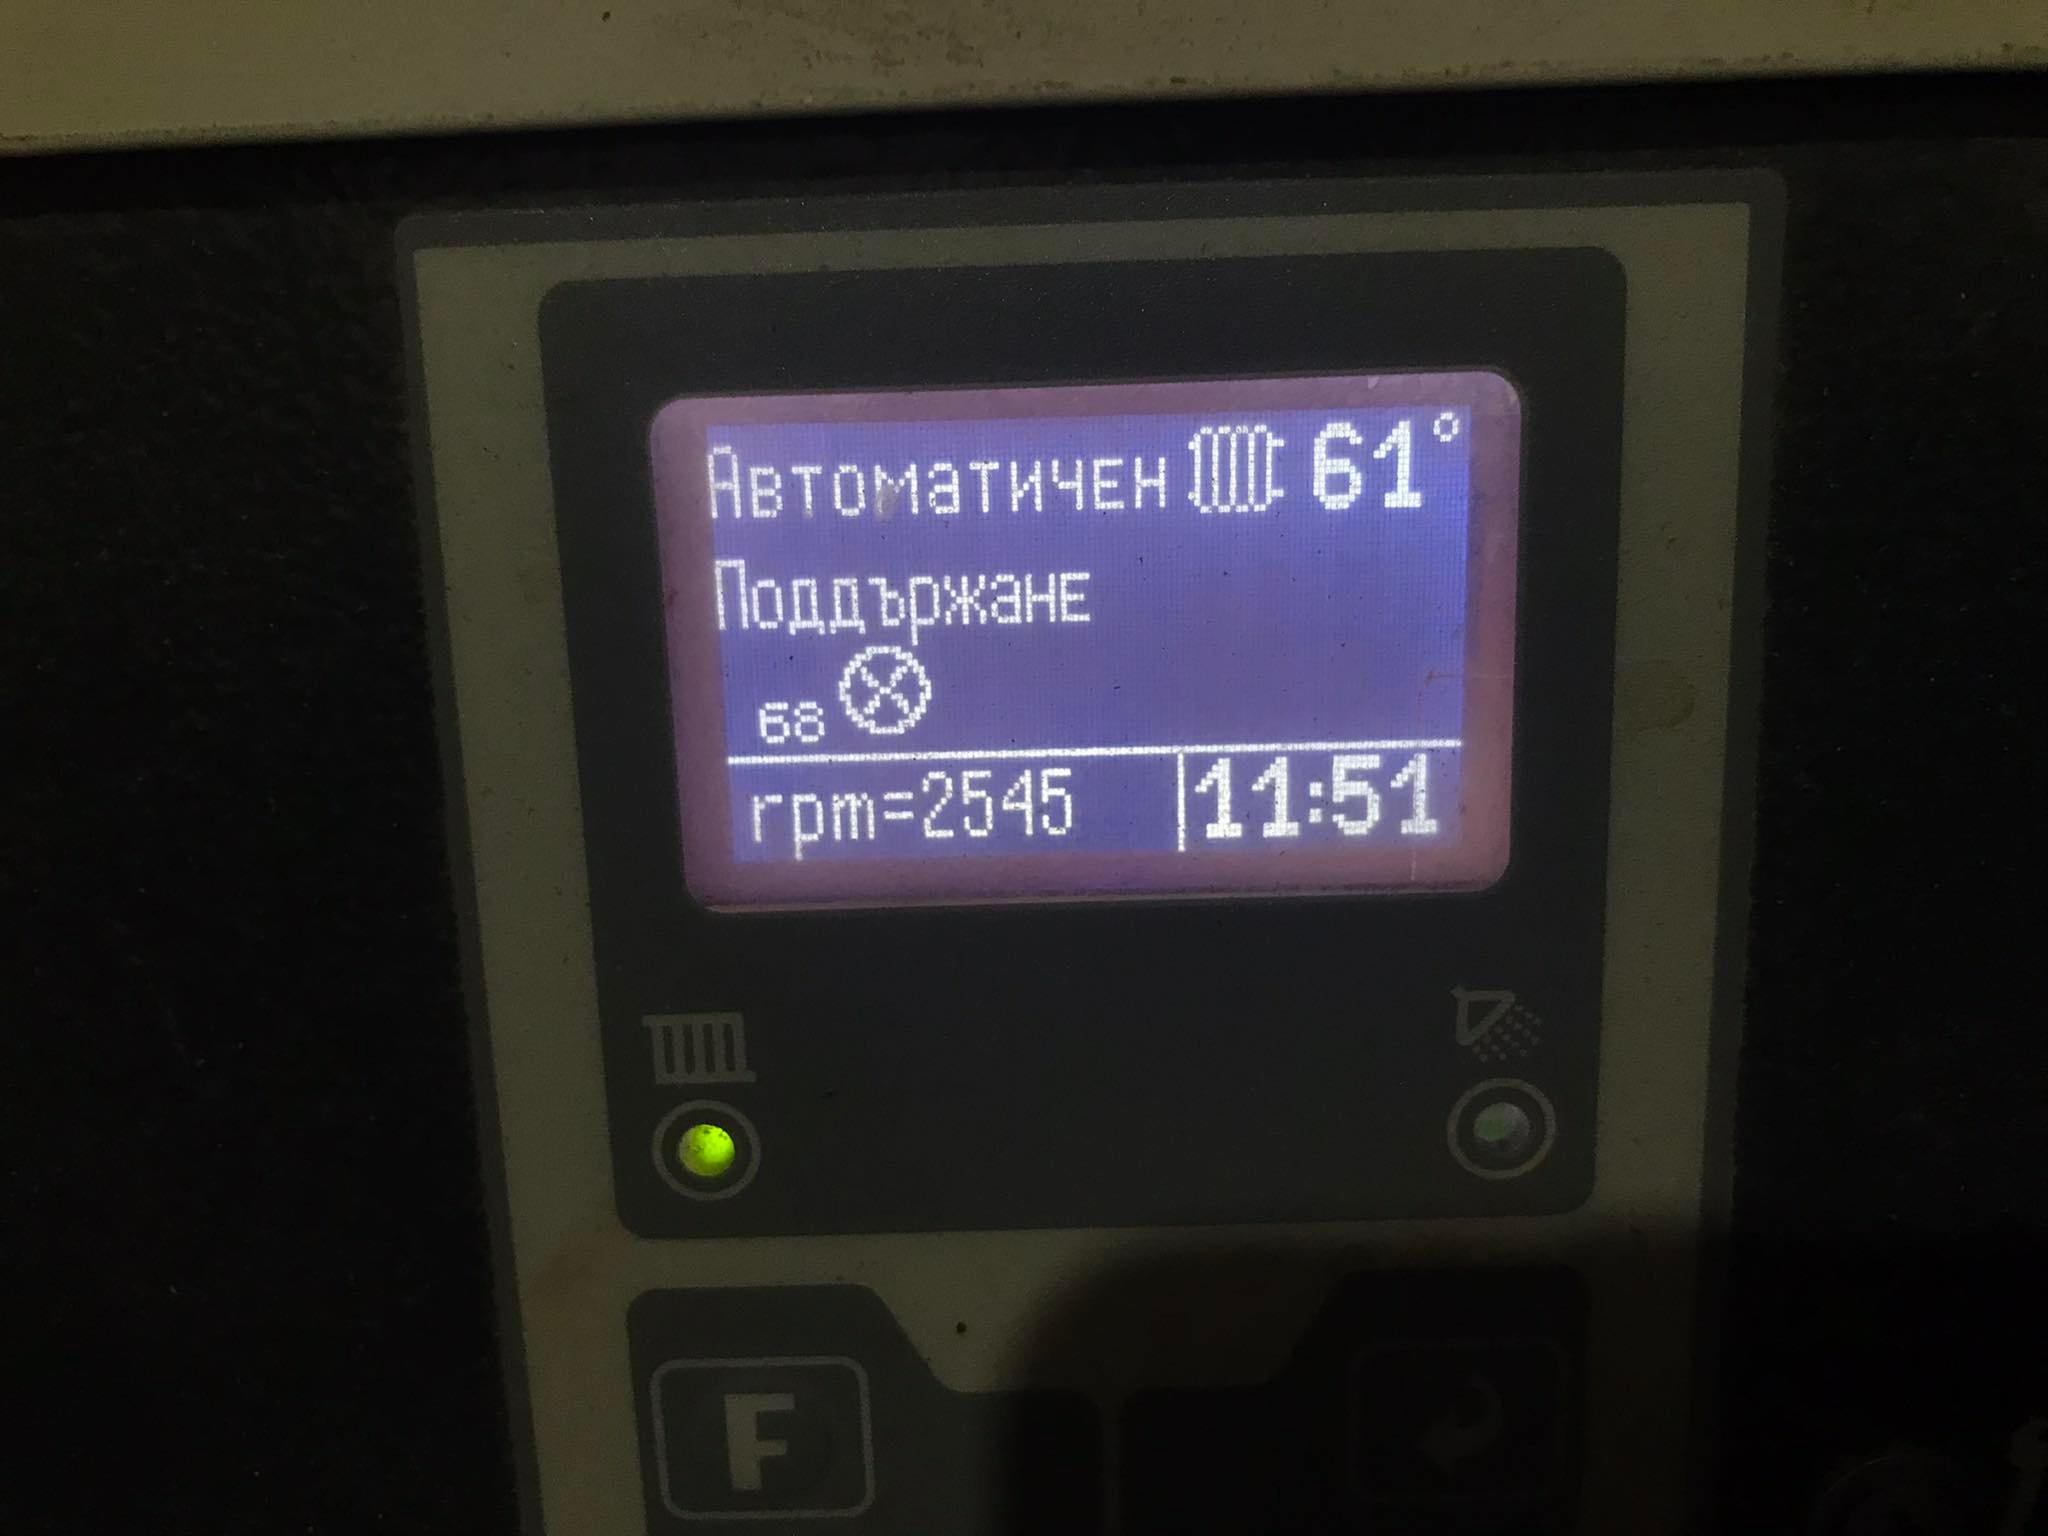 Автоматичен 61°
Поддържане
68
rpm=2545 11:51
F